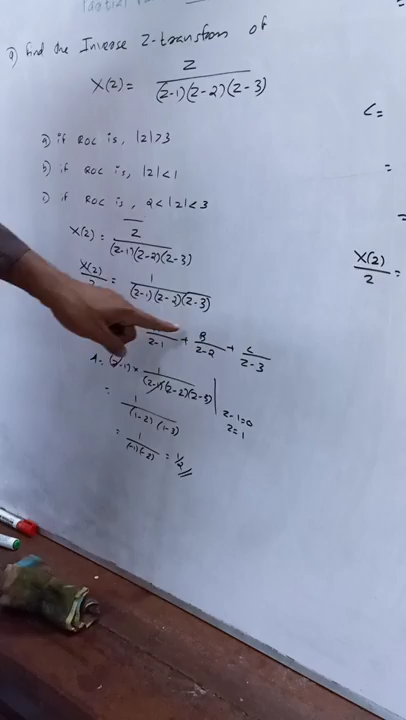 Q) Find the Inverse Z-transfrom of
X(z) = z / (z-1)(z-2)(z-3)
a) if ROC is, |z|>3
b) if ROC is, |z|<1
c) if ROC is, 2<|z|<3
X(z) = z / (z-1)(z-2)(z-3)
X(z)/z = 1 / (z-1)(z-2)(z-3)
/ z-1 + B / z-2 + C / z-3
A = (z-1) × 1 / (z-1)(z-2)(z-3) | z-1=0
z=1
= 1 / (1-2)(1-3)
= 1 / (-1)(-2) = 1/2
C =
=
=
X(z)/z =